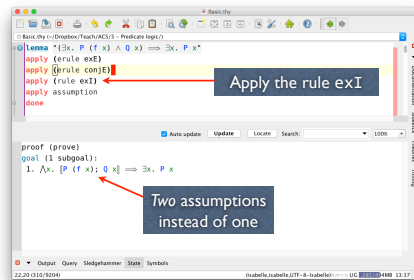 Basic.thy
Basic.thy (~/Dropbox/Teach/ACS/5 – Predicate logic/)
lemma "(∃x. P (f x) ∧ Q x) ⟹ ∃x. P x"
apply (erule exE)
apply (erule conjE)
apply (rule exI)
apply assumption
done
Apply the rule exI
Auto update Update Locate Search: 100%
proof (prove)
goal (1 subgoal):
1. ⋀x. ⟦P (f x); Q x⟧ ⟹ ∃x. P x
Two assumptions
instead of one
Output Query Sledgehammer State Symbols
22,20 (310/9204) (isabelle,isabelle,UTF-8-Isabelle) UG MB 13:37